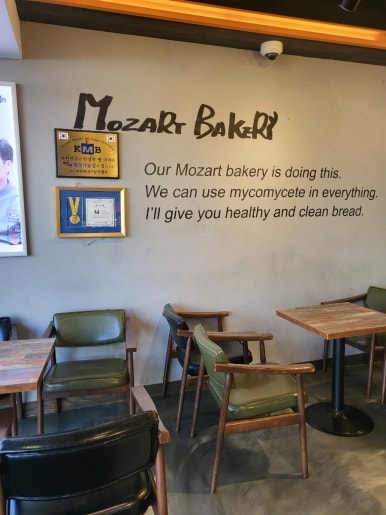 MOZART BAKERY
KMB
Our Mozart bakery is doing this.
We can use mycomycete in everything.
I'll give you healthy and clean bread.